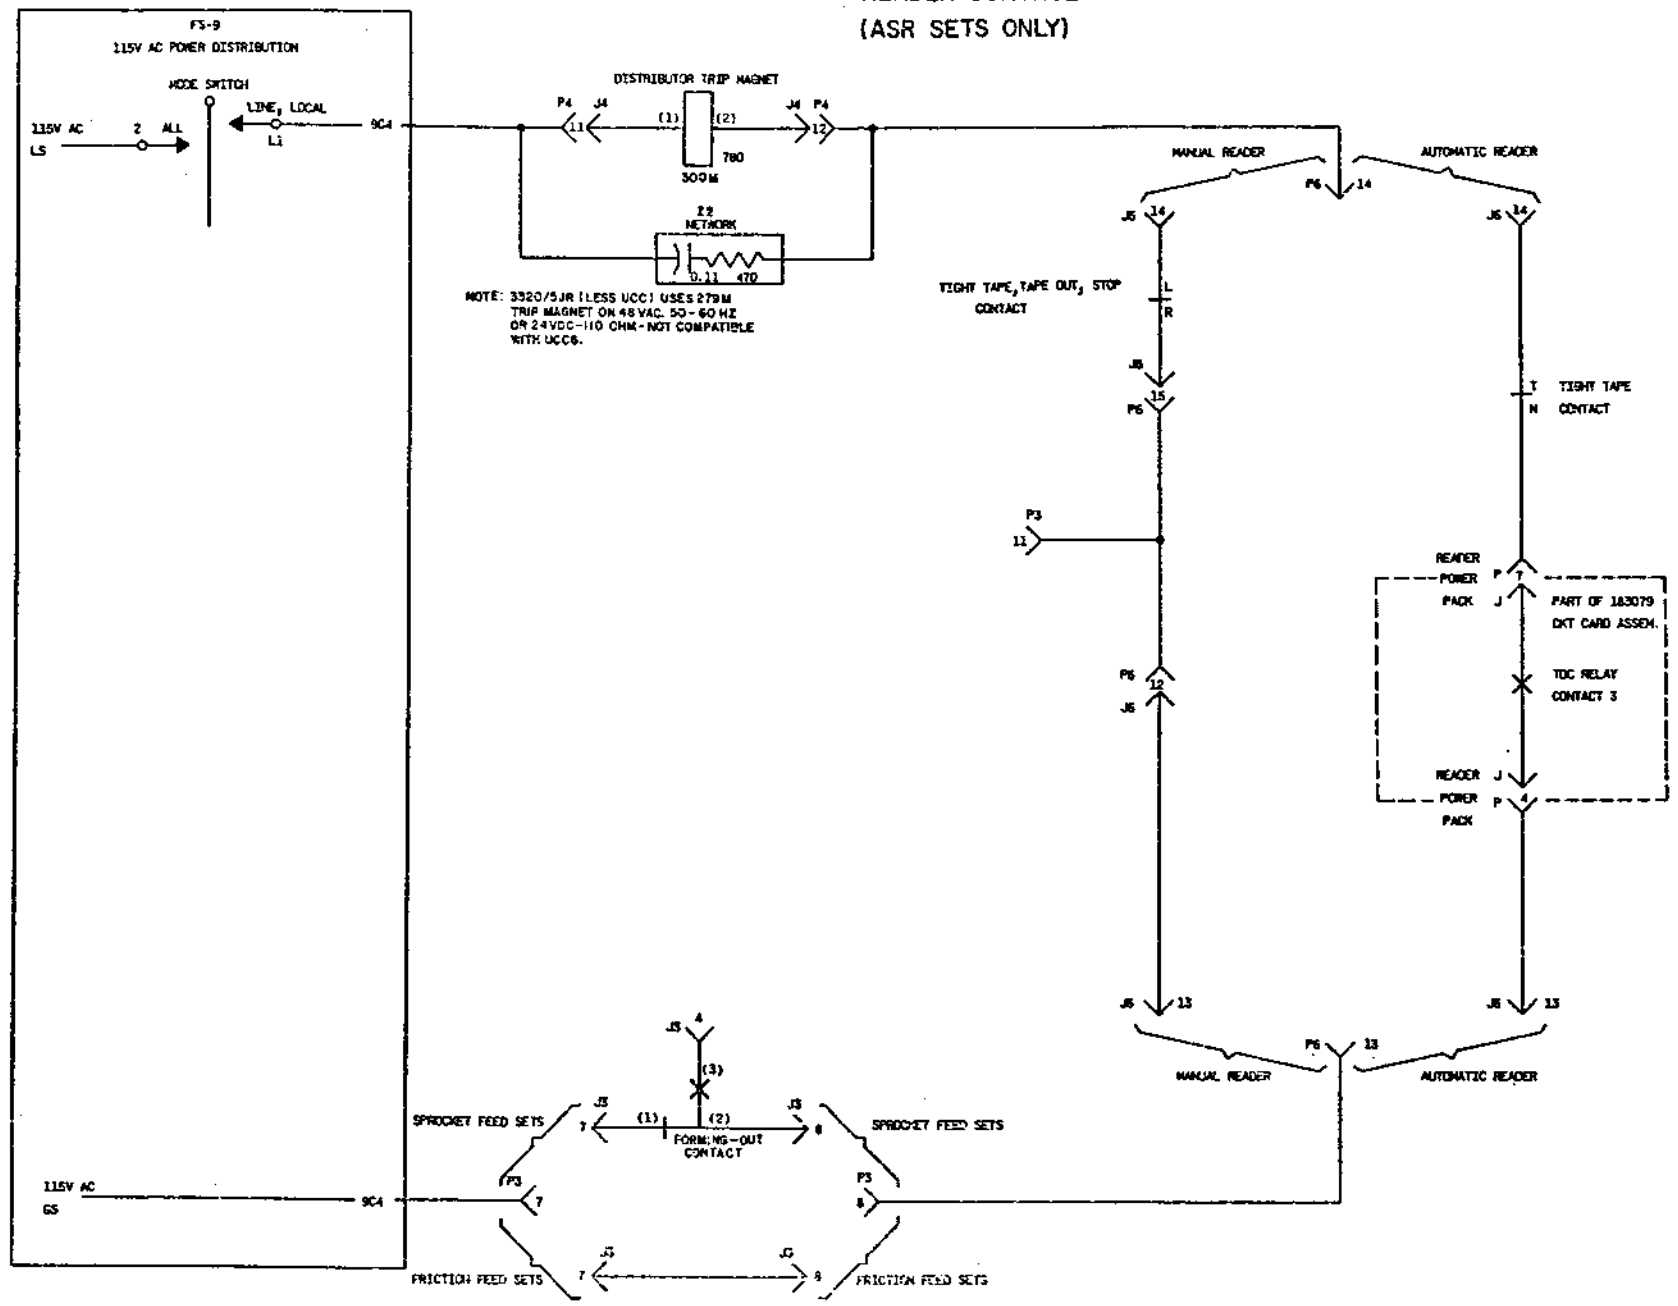 (ASR SETS ONLY)
FS-9
115V AC POWER DISTRIBUTION
MODE SWITCH
LINE, LOCAL
115V AC
2 ALL
LS
L1
9C4
DISTRIBUTOR TRIP MAGNET
P4 J4
11
(1)
(2)
J4 P4
12
780
300M
NETWORK
0.11
470
NOTE: 3320/5JR (LESS UCC) USES 279M
TRIP MAGNET ON 48 VAC. 50-60 HZ
OR 24VDC-110 OHM-NOT COMPATIBLE
WITH UCC6.
MANUAL READER
AUTOMATIC READER
P6 14
J6 14
J6 14
TIGHT TAPE, TAPE OUT, STOP
CONTACT
L
R
J6
15
P6
T
N
TIGHT TAPE
CONTACT
P3
11
READER
POWER
PACK
P 7
J
PART OF 183079
CKT CARD ASSEM.
P6
12
J6
TDC RELAY
CONTACT 3
READER J
POWER P 4
PACK
J6 13
J6 13
P6 13
MANUAL READER
AUTOMATIC READER
J3 4
(3)
SPROCKET FEED SETS
J3
7
(1)
(2)
J3
8
SPROCKET FEED SETS
FORMING-OUT
CONTACT
115V AC
GS
9C4
P3
7
P3
8
FRICTION FEED SETS
J3
7
J3
8
FRICTION FEED SETS